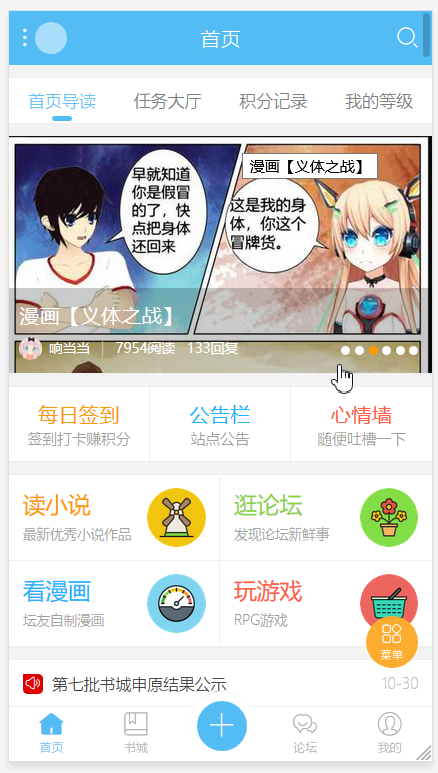 首页
首页导读 任务大厅 积分记录 我的等级
漫画【义体之战】
早就知道
你是假冒
的了，快
点把身体
还回来
这是我的身
体，你这个
冒牌货。
漫画【义体之战】
响当当 | 7954阅读 133回复
每日签到 公告栏 心情墙
签到打卡赚积分 站点公告 随便吐槽一下
读小说 逛论坛
最新优秀小说作品 发现论坛新鲜事
看漫画 玩游戏
坛友自制漫画 RPG游戏
菜单
第七批书城申原结果公示 10-30
首页 书城 论坛 我的